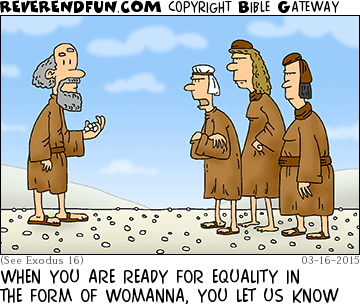 REVERENDFUN.COM COPYRIGHT BIBLE GATEWAY
(See Exodus 16) 03-16-2015
WHEN YOU ARE READY FOR EQUALITY IN
THE FORM OF WOMANNA, YOU LET US KNOW